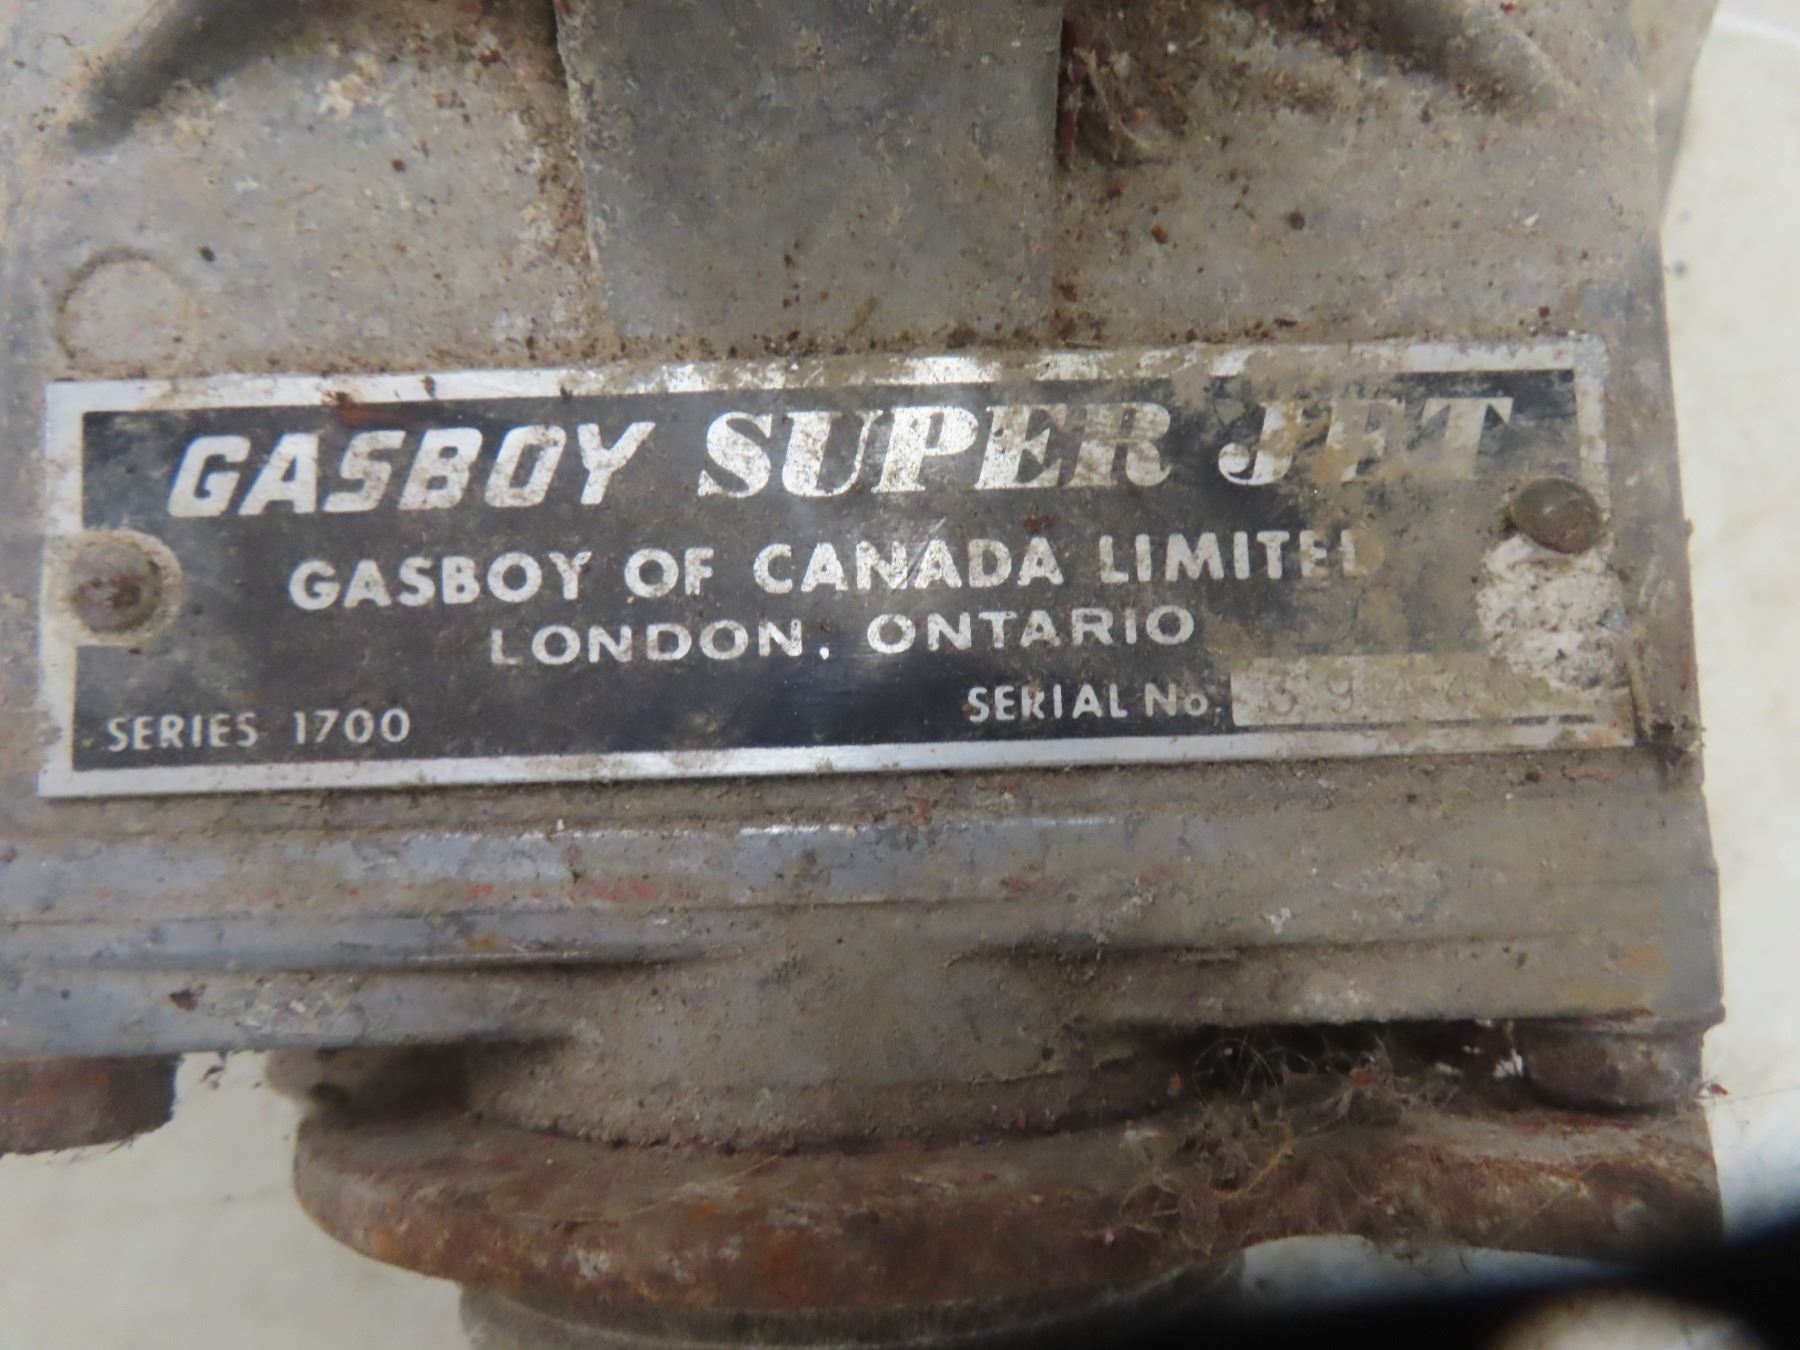 GASBOY SUPER JET
GASBOY OF CANADA LIMITED
LONDON, ONTARIO
SERIES 1700 SERIAL No.